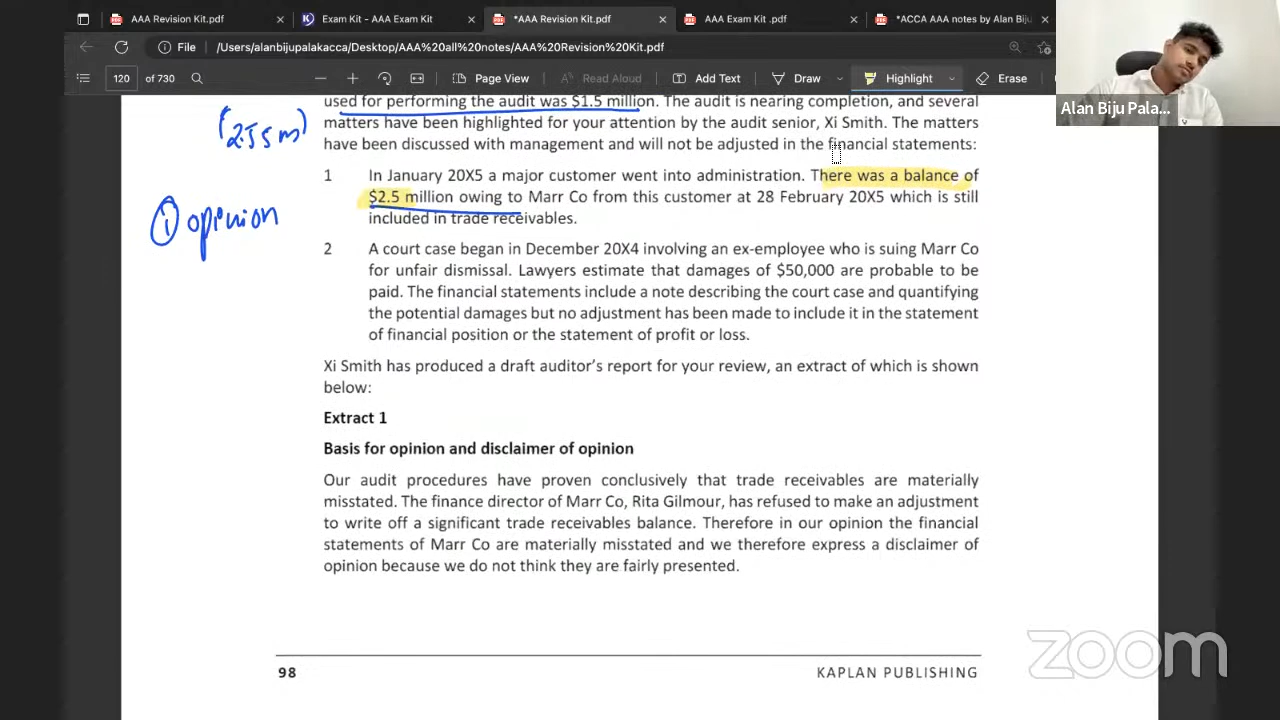 AAA Revision Kit.pdf
Exam Kit - AAA Exam Kit
*AAA Revision Kit.pdf
AAA Exam Kit .pdf
*ACCA AAA notes by Alan Biju
File /Users/alanbijupalakacca/Desktop/AAA%20all%20notes/AAA%20Revision%20Kit.pdf
120 of 730 Page View Read Aloud Add Text Draw Highlight Erase
Alan Biju Pala...
used for performing the audit was $1.5 million. The audit is nearing completion, and several
matters have been highlighted for your attention by the audit senior, Xi Smith. The matters
have been discussed with management and will not be adjusted in the financial statements:
(2.55m)
1 In January 20X5 a major customer went into administration. There was a balance of
$2.5 million owing to Marr Co from this customer at 28 February 20X5 which is still
included in trade receivables.
① opinion
2 A court case began in December 20X4 involving an ex-employee who is suing Marr Co
for unfair dismissal. Lawyers estimate that damages of $50,000 are probable to be
paid. The financial statements include a note describing the court case and quantifying
the potential damages but no adjustment has been made to include it in the statement
of financial position or the statement of profit or loss.
Xi Smith has produced a draft auditor's report for your review, an extract of which is shown
below:
Extract 1
Basis for opinion and disclaimer of opinion
Our audit procedures have proven conclusively that trade receivables are materially
misstated. The finance director of Marr Co, Rita Gilmour, has refused to make an adjustment
to write off a significant trade receivables balance. Therefore in our opinion the financial
statements of Marr Co are materially misstated and we therefore express a disclaimer of
opinion because we do not think they are fairly presented.
98 KAPLAN PUBLISHING
zoom